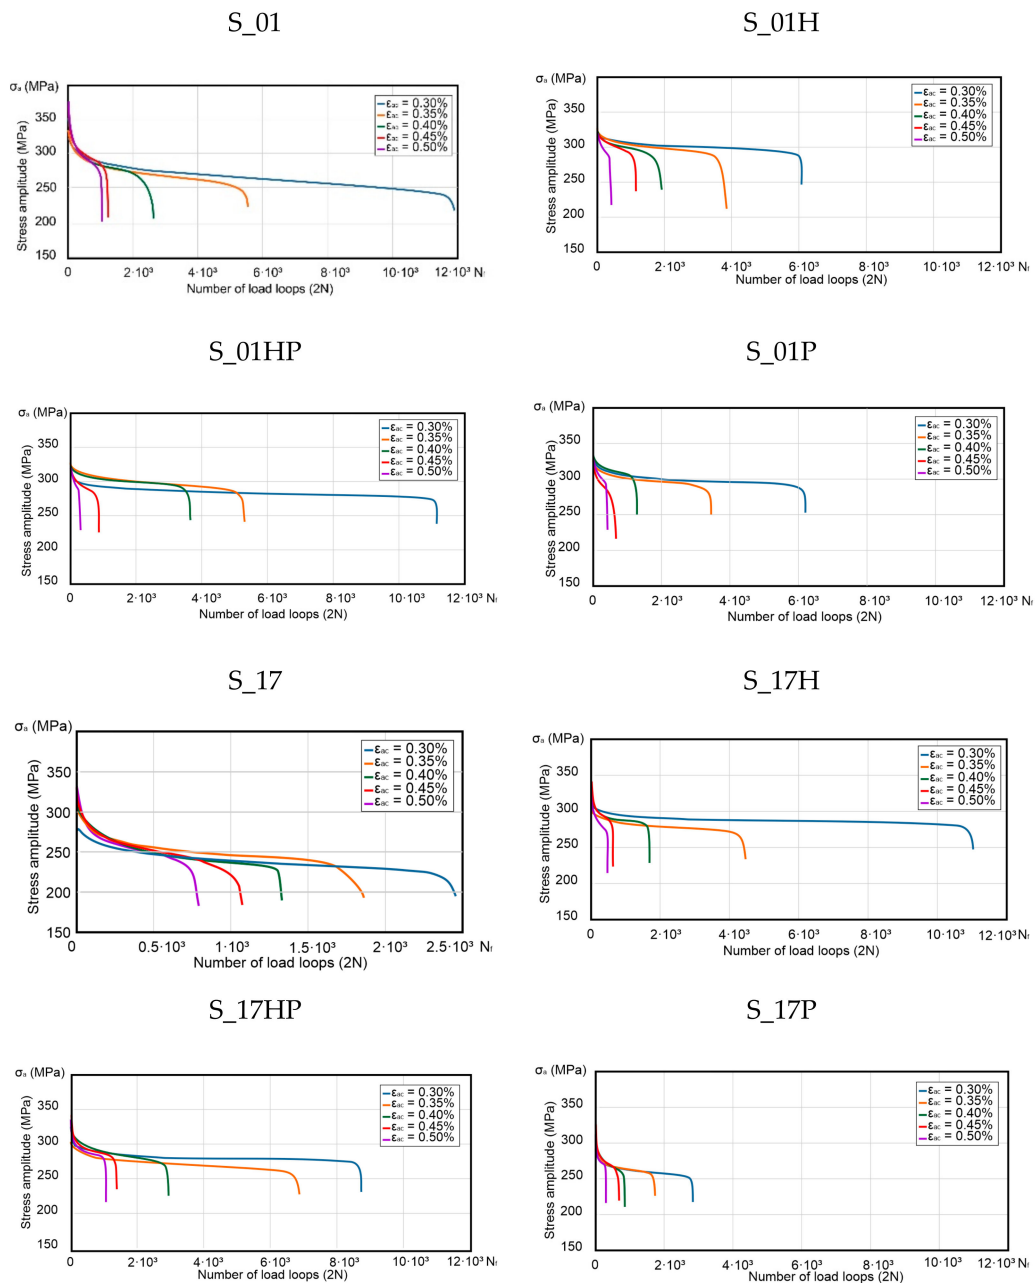 S_01
σₐ (MPa)
Stress amplitude (MPa)
350
300
250
200
150
εac = 0.30%
εac = 0.35%
εac = 0.40%
εac = 0.45%
εac = 0.50%
0 2·10³ 4·10³ 6·10³ 8·10³ 10·10³ 12·10³ Nf
Number of load loops (2N)
S_01H
σₐ (MPa)
Stress amplitude (MPa)
350
300
250
200
150
εac = 0.30%
εac = 0.35%
εac = 0.40%
εac = 0.45%
εac = 0.50%
0 2·10³ 4·10³ 6·10³ 8·10³ 10·10³ 12·10³ Nf
Number of load loops (2N)
S_01HP
σₐ (MPa)
Stress amplitude (MPa)
350
300
250
200
150
εac = 0.30%
εac = 0.35%
εac = 0.40%
εac = 0.45%
εac = 0.50%
0 2·10³ 4·10³ 6·10³ 8·10³ 10·10³ 12·10³ Nf
Number of load loops (2N)
S_01P
σₐ (MPa)
Stress amplitude (MPa)
350
300
250
200
150
εac = 0.30%
εac = 0.35%
εac = 0.40%
εac = 0.45%
εac = 0.50%
0 2·10³ 4·10³ 6·10³ 8·10³ 10·10³ 12·10³ Nf
Number of load loops (2N)
S_17
σₐ (MPa)
Stress amplitude (MPa)
350
300
250
200
150
εac = 0.30%
εac = 0.35%
εac = 0.40%
εac = 0.45%
εac = 0.50%
0 0.5·10³ 1·10³ 1.5·10³ 2·10³ 2.5·10³ Nf
Number of load loops (2N)
S_17H
σₐ (MPa)
Stress amplitude (MPa)
350
300
250
200
150
εac = 0.30%
εac = 0.35%
εac = 0.40%
εac = 0.45%
εac = 0.50%
0 2·10³ 4·10³ 6·10³ 8·10³ 10·10³ 12·10³ Nf
Number of load loops (2N)
S_17HP
σₐ (MPa)
Stress amplitude (MPa)
350
300
250
200
150
εac = 0.30%
εac = 0.35%
εac = 0.40%
εac = 0.45%
εac = 0.50%
0 2·10³ 4·10³ 6·10³ 8·10³ 10·10³ 12·10³ Nf
Number of load loops (2N)
S_17P
σₐ (MPa)
Stress amplitude (MPa)
350
300
250
200
150
εac = 0.30%
εac = 0.35%
εac = 0.40%
εac = 0.45%
εac = 0.50%
0 2·10³ 4·10³ 6·10³ 8·10³ 10·10³ 12·10³ Nf
Number of load loops (2N)